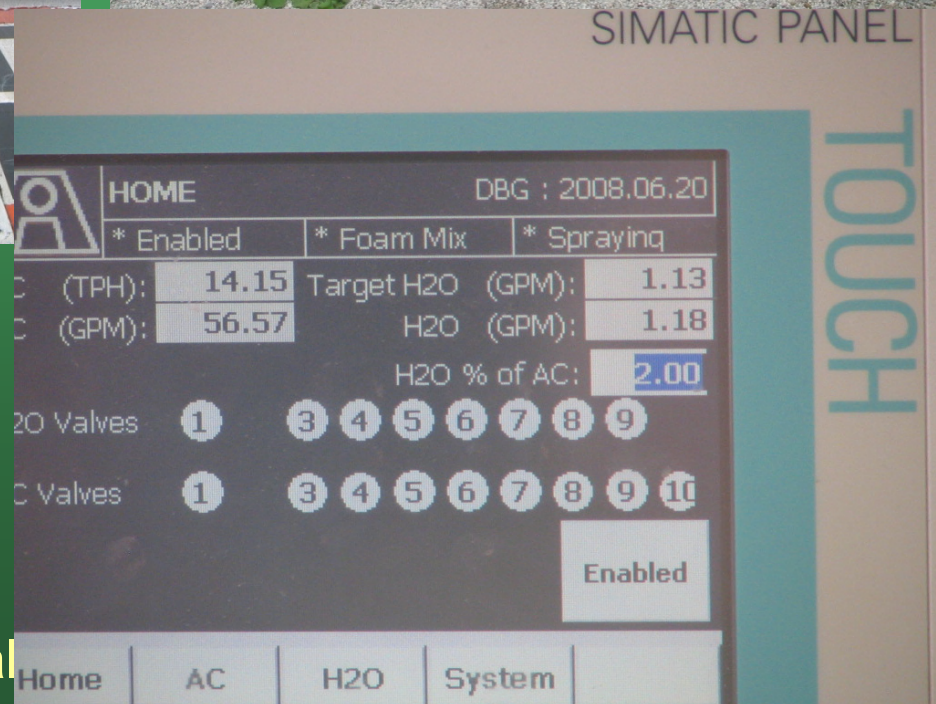 SIMATIC PANEL
TOUCH
HOME DBG : 2008.06.20
* Enabled * Foam Mix * Spraying
C (TPH): 14.15 Target H2O (GPM): 1.13
C (GPM): 56.57 H2O (GPM): 1.18
H2O % of AC: 2.00
2O Valves 1 3 4 5 6 7 8 9
C Valves 1 3 4 5 6 7 8 9 10
Enabled
Home AC H2O System